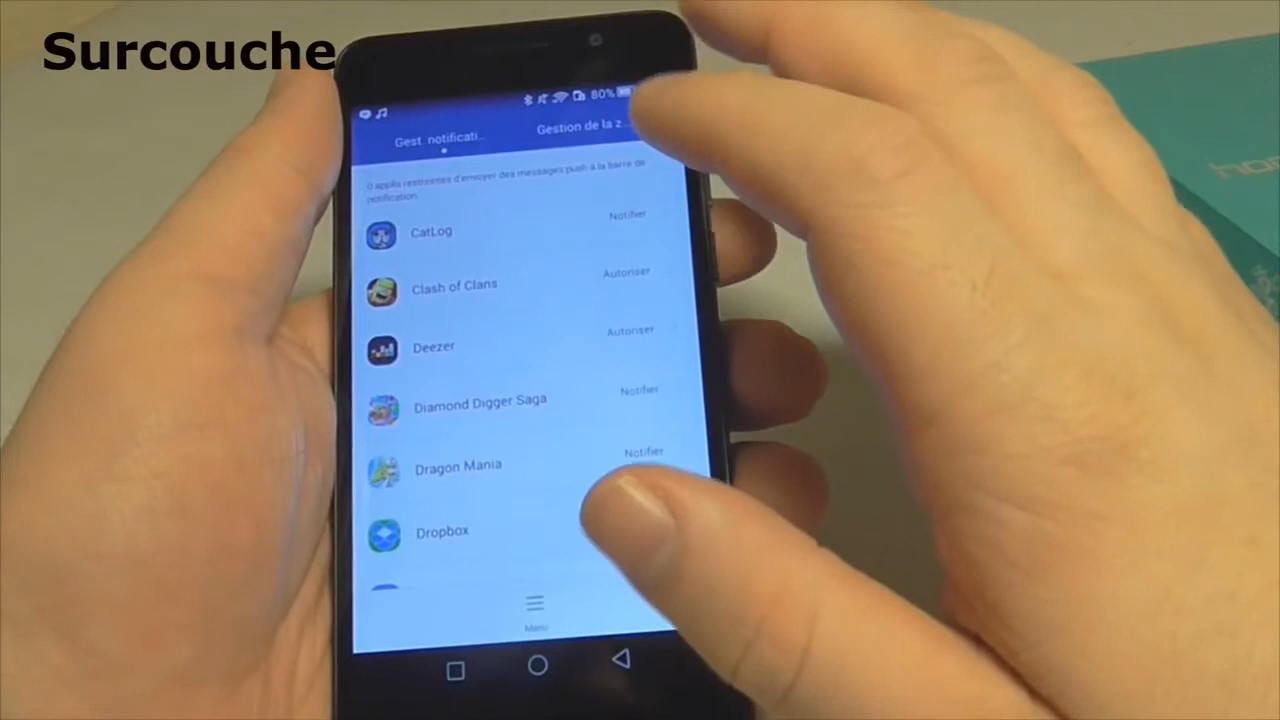 Surcouche
80%
Gest. notificati..
Gestion de la z...
0 applis restreintes d'envoyer des messages push à la barre de
notification.
CatLog
Notifier
Clash of Clans
Autoriser
Deezer
Autoriser
Diamond Digger Saga
Notifier
Dragon Mania
Notifier
Dropbox
Menu